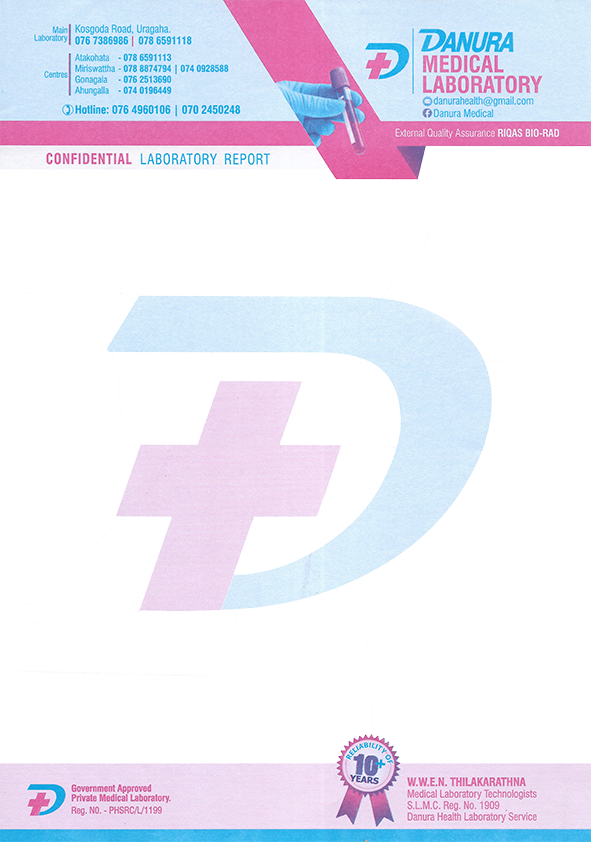 Main Laboratory
Kosgoda Road, Uragaha.
076 7386986 | 078 6591118
Centres
Atakohata - 078 6591113
Miriswattha - 078 8874794 | 074 0928588
Gonagala - 076 2513690
Ahungalla - 074 0196449
Hotline: 076 4960106 | 070 2450248
DANURA
MEDICAL
LABORATORY
danurahealth@gmail.com
Danura Medical
External Quality Assurance RIQAS BIO-RAD
CONFIDENTIAL LABORATORY REPORT
Government Approved
Private Medical Laboratory.
Reg. NO. - PHSRC/L/1199
RELIABILITY OF
10+
YEARS
W.W.E.N. THILAKARATHNA
Medical Laboratory Technologists
S.L.M.C. Reg. No. 1909
Danura Health Laboratory Service